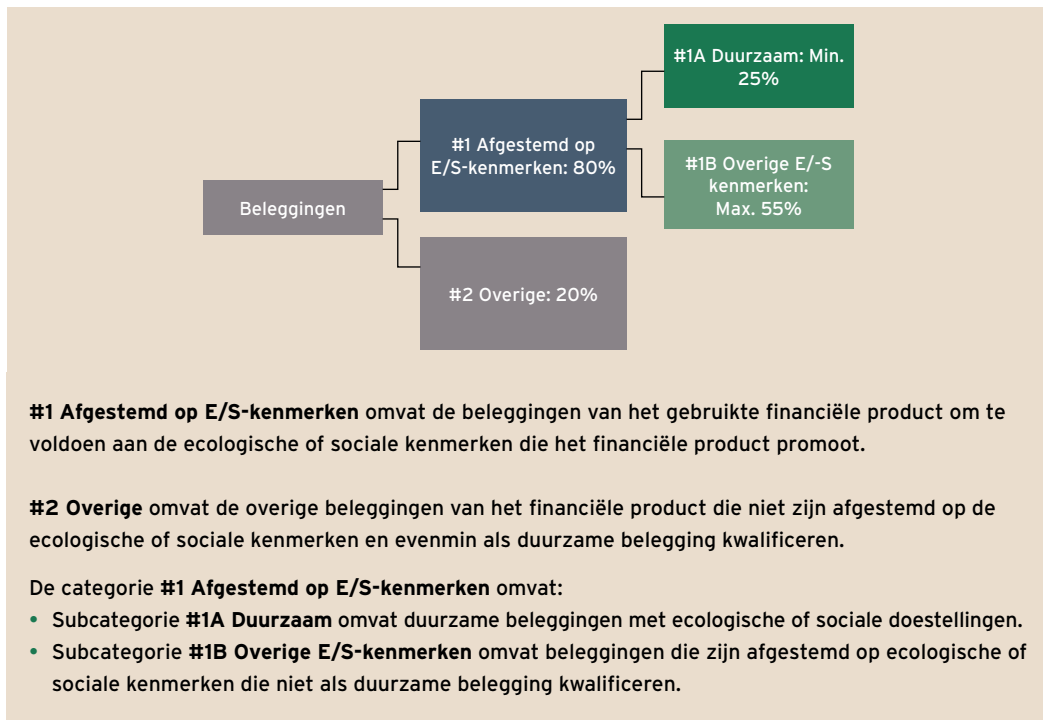 #1A Duurzaam: Min.
25%
#1 Afgestemd op
E/S-kenmerken: 80%
#1B Overige E/-S
kenmerken:
Max. 55%
Beleggingen
#2 Overige: 20%
#1 Afgestemd op E/S-kenmerken omvat de beleggingen van het gebruikte financiële product om te
voldoen aan de ecologische of sociale kenmerken die het financiële product promoot.
#2 Overige omvat de overige beleggingen van het financiële product die niet zijn afgestemd op de
ecologische of sociale kenmerken en evenmin als duurzame belegging kwalificeren.
De categorie #1 Afgestemd op E/S-kenmerken omvat:
• Subcategorie #1A Duurzaam omvat duurzame beleggingen met ecologische of sociale doestellingen.
• Subcategorie #1B Overige E/S-kenmerken omvat beleggingen die zijn afgestemd op ecologische of
sociale kenmerken die niet als duurzame belegging kwalificeren.